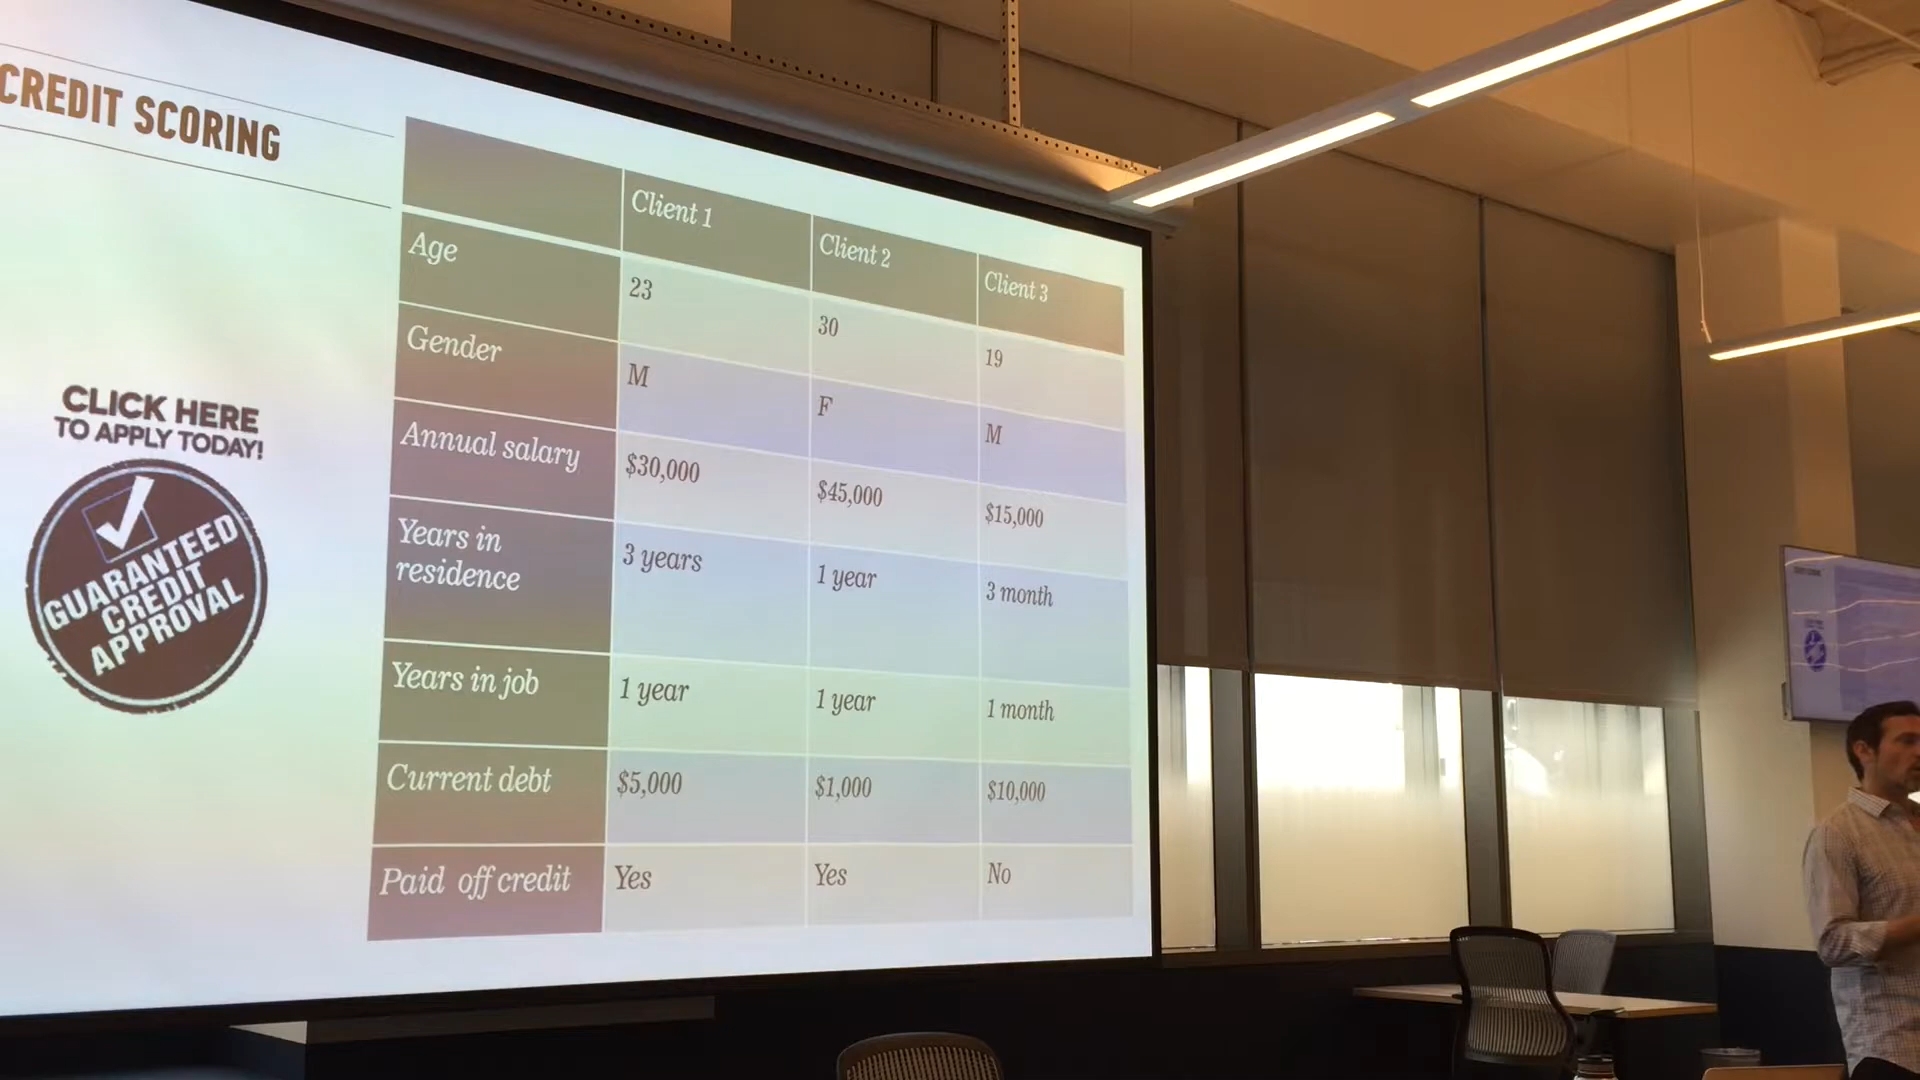 CREDIT SCORING
CLICK HERE
TO APPLY TODAY!
GUARANTEED
CREDIT
APPROVAL
Client 1 Client 2 Client 3
Age 23 30 19
Gender M F M
Annual salary $30,000 $45,000 $15,000
Years in
residence 3 years 1 year 3 month
Years in job 1 year 1 year 1 month
Current debt $5,000 $1,000 $10,000
Paid off credit Yes Yes No